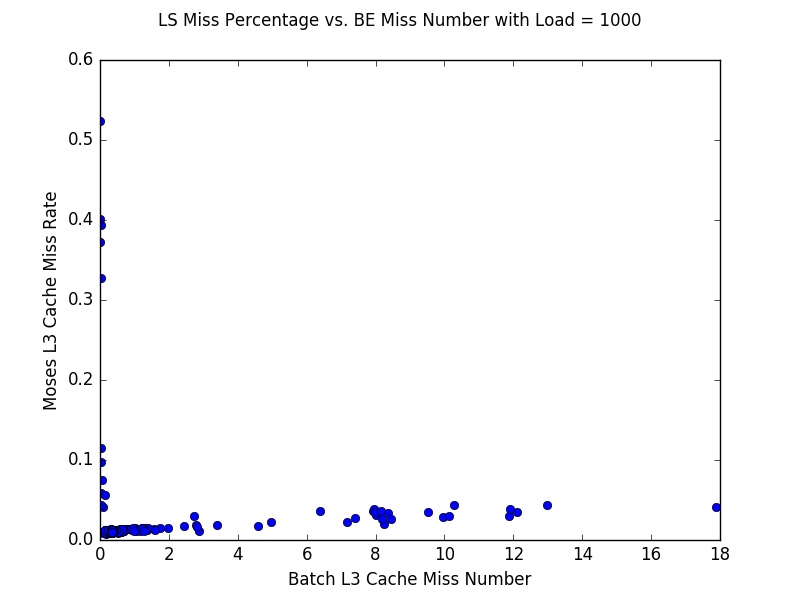 LS Miss Percentage vs. BE Miss Number with Load = 1000
0.6
0.5
0.4
0.3
0.2
0.1
0.0
Moses L3 Cache Miss Rate
0 2 4 6 8 10 12 14 16 18
Batch L3 Cache Miss Number